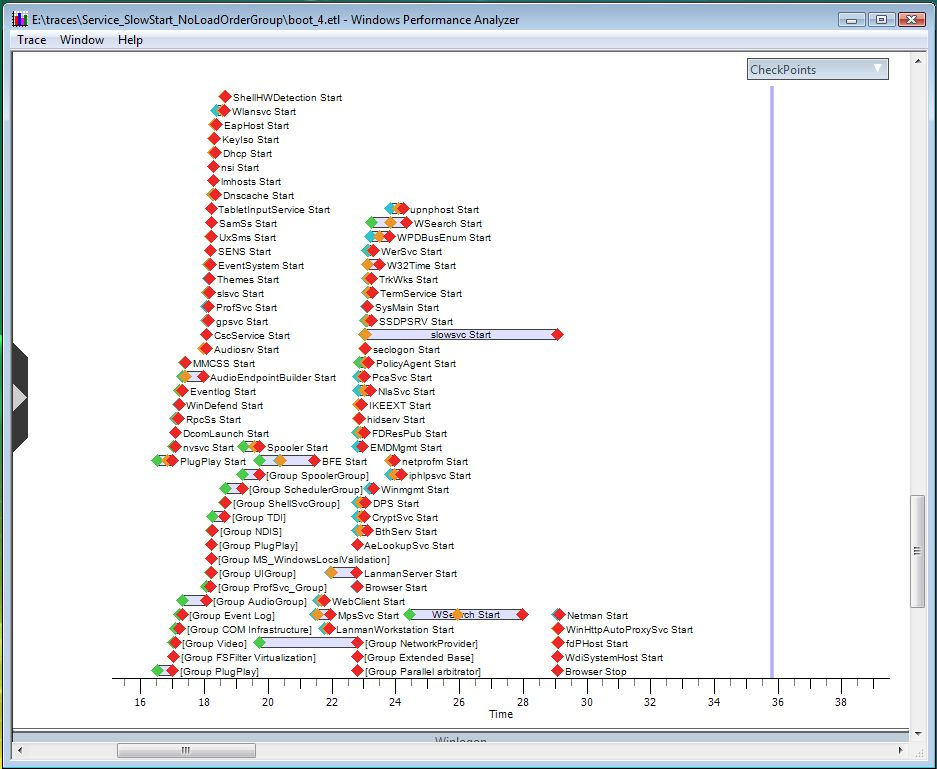 E:\traces\Service_SlowStart_NoLoadOrderGroup\boot_4.etl - Windows Performance Analyzer
Trace Window Help
CheckPoints
ShellHWDetection Start
Wlansvc Start
EapHost Start
KeyIso Start
Dhcp Start
nsi Start
lmhosts Start
Dnscache Start
TabletInputService Start upnphost Start
SamSs Start WSearch Start
UxSms Start WPDBusEnum Start
SENS Start WerSvc Start
EventSystem Start W32Time Start
Themes Start TrkWks Start
slsvc Start TermService Start
ProfSvc Start SysMain Start
gpsvc Start SSDPSRV Start
CscService Start slowsvc Start
Audiosrv Start seclogon Start
MMCSS Start PolicyAgent Start
AudioEndpointBuilder Start PcaSvc Start
Eventlog Start NlaSvc Start
WinDefend Start IKEEXT Start
RpcSs Start hidserv Start
DcomLaunch Start FDResPub Start
nvsvc Start Spooler Start EMDMgmt Start
PlugPlay Start BFE Start netprofm Start
[Group SpoolerGroup] iphlpsvc Start
[Group SchedulerGroup] Winmgmt Start
[Group ShellSvcGroup] DPS Start
[Group TDI] CryptSvc Start
[Group NDIS] BthServ Start
[Group PlugPlay] AeLookupSvc Start
[Group MS_WindowsLocalValidation]
[Group UIGroup] LanmanServer Start
[Group ProfSvc_Group] Browser Start
[Group AudioGroup] WebClient Start
[Group Event Log] MpsSvc Start WSearch Start Netman Start
[Group COM Infrastructure] LanmanWorkstation Start WinHttpAutoProxySvc Start
[Group Video] [Group NetworkProvider] fdPHost Start
[Group FSFilter Virtualization] [Group Extended Base] WdiSystemHost Start
[Group PlugPlay] [Group Parallel arbitrator] Browser Stop
16 18 20 22 24 26 28 30 32 34 36 38
Time
Winlogon